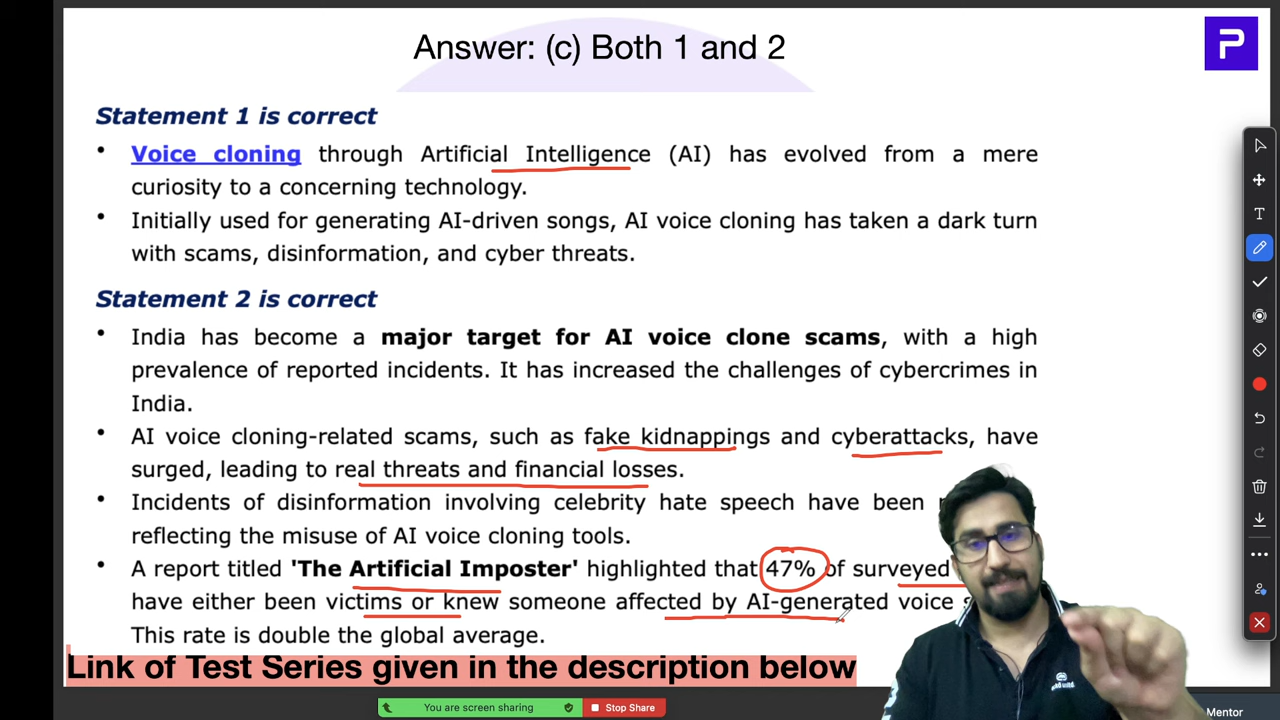 Answer: (c) Both 1 and 2
P
Statement 1 is correct
• Voice cloning through Artificial Intelligence (AI) has evolved from a mere
curiosity to a concerning technology.
• Initially used for generating AI-driven songs, AI voice cloning has taken a dark turn
with scams, disinformation, and cyber threats.
Statement 2 is correct
• India has become a major target for AI voice clone scams, with a high
prevalence of reported incidents. It has increased the challenges of cybercrimes in
India.
• AI voice cloning-related scams, such as fake kidnappings and cyberattacks, have
surged, leading to real threats and financial losses.
• Incidents of disinformation involving celebrity hate speech have been
reflecting the misuse of AI voice cloning tools.
• A report titled 'The Artificial Imposter' highlighted that 47% of surveyed
have either been victims or knew someone affected by AI-generated voice
This rate is double the global average.
Link of Test Series given in the description below
You are screen sharing
Stop Share
Mentor